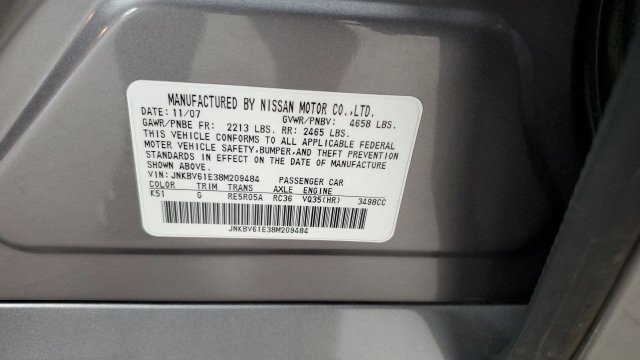 MANUFACTURED BY NISSAN MOTOR CO.,LTD.
DATE: 11/07 GVWR/PNBV: 4658 LBS.
GAWR/PNBE FR: 2213 LBS. RR: 2465 LBS.
THIS VEHICLE CONFORMS TO ALL APPLICABLE FEDERAL
MOTOR VEHICLE SAFETY,BUMPER,AND THEFT PREVENTION
STANDARDS IN EFFECT ON THE DATE OF MANUFACTURE
SHOWN ABOVE.
VIN: JNKBV61E38M209484 PASSENGER CAR
COLOR TRIM TRANS AXLE ENGINE
K51 G RE5R05A RC36 VQ35(HR) 3498CC
JNKBV61E38M209484